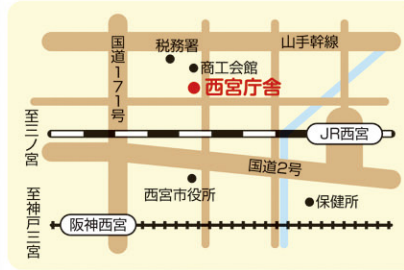 国道171号
税務署
山手幹線
商工会館
西宮庁舎
至三ノ宮
JR西宮
国道2号
西宮市役所
至神戸三宮
保健所
阪神西宮